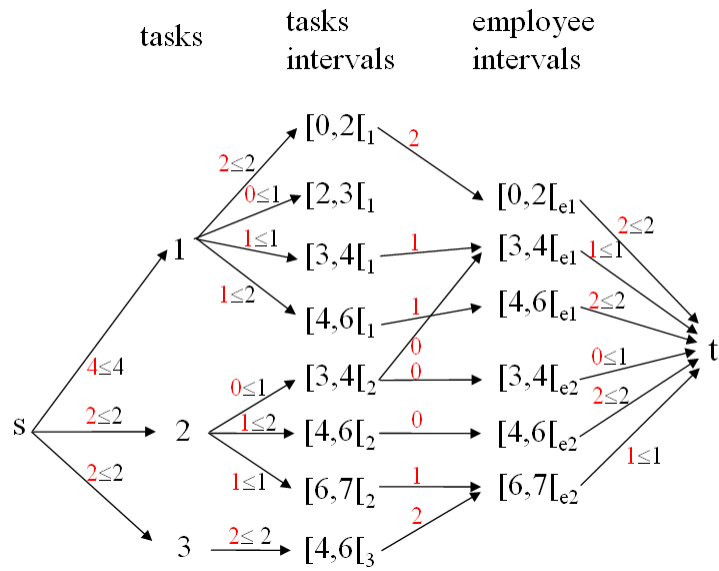 tasks
tasks
intervals
employee
intervals
[0,2[1
2
2≤2
[2,3[1
0≤1
[0,2[e1
2≤2
1
1≤1
[3,4[1
1
[3,4[e1
1≤1
1≤2
[4,6[1
1
[4,6[e1
2≤2
0
t
4≤4
[3,4[2
0
[3,4[e2
0≤1
0≤1
2≤2
s
2≤2
2
1≤2
[4,6[2
0
[4,6[e2
2≤2
1≤1
[6,7[2
1
[6,7[e2
1≤1
3
2≤ 2
[4,6[3
2